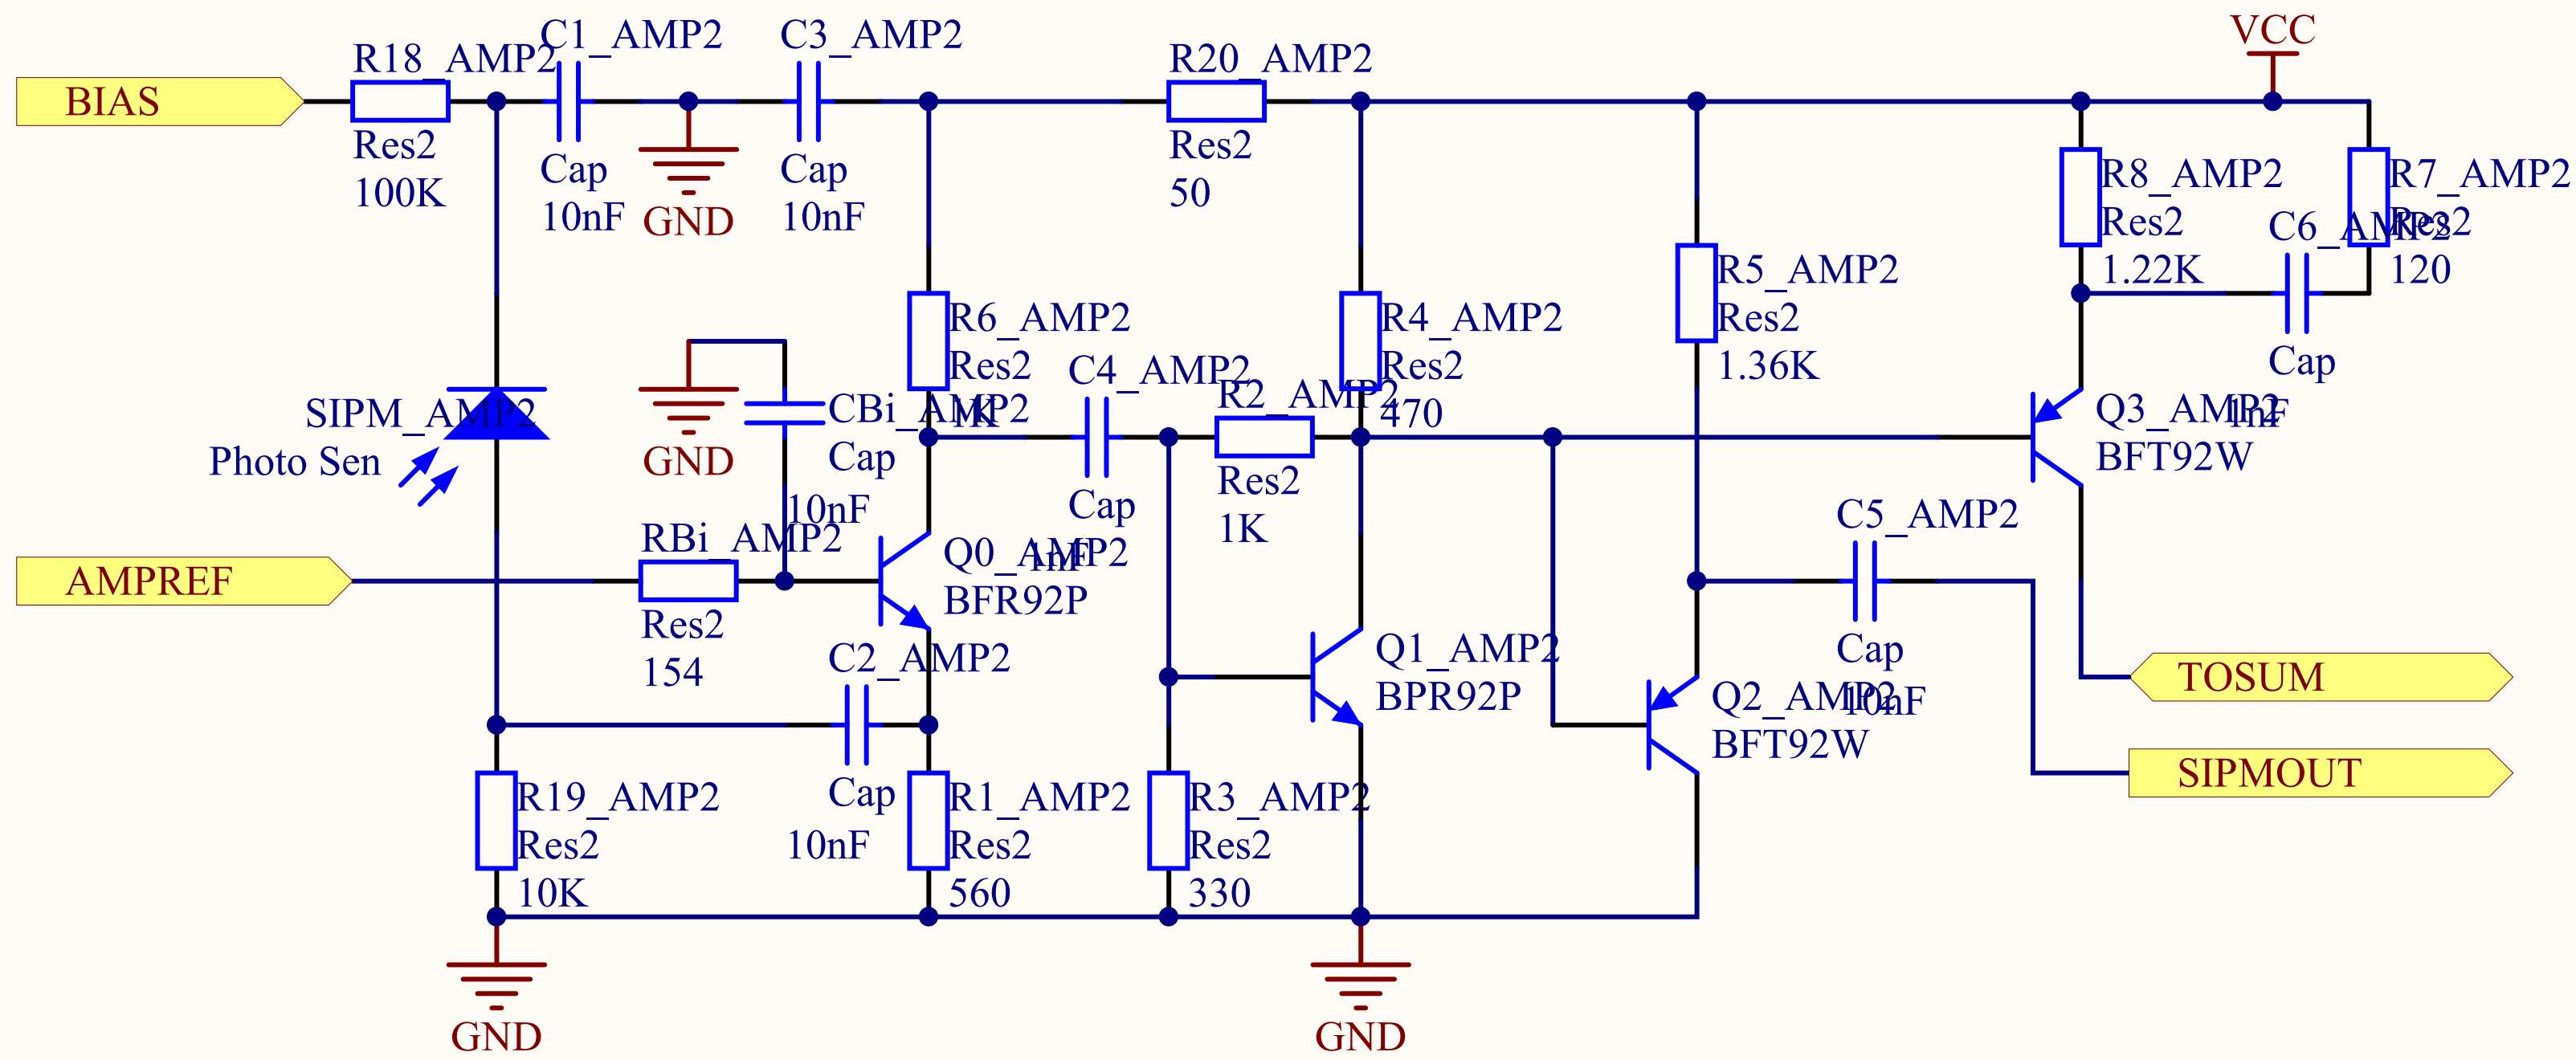 BIAS
R18_AMP2
Res2
100K
C1_AMP2
Cap
10nF
GND
C3_AMP2
Cap
10nF
R20_AMP2
Res2
50
VCC
R8_AMP2
Res2
1.22K
R7_AMP2
Res2
120
C6_AMP2
Cap
1nF
R5_AMP2
Res2
1.36K
R6_AMP2
Res2
1K
R4_AMP2
Res2
470
SIPM_AMP2
Photo Sen
GND
CBi_AMP2
Cap
10nF
C4_AMP2
Cap
1nF
R2_AMP2
Res2
1K
Q3_AMP2
BFT92W
AMPREF
RBi_AMP2
Res2
154
Q0_AMP2
BFR92P
C5_AMP2
Cap
10nF
C2_AMP2
Cap
10nF
Q1_AMP2
BPR92P
Q2_AMP2
BFT92W
TOSUM
SIPMOUT
R19_AMP2
Res2
10K
R1_AMP2
Res2
560
R3_AMP2
Res2
330
GND
GND